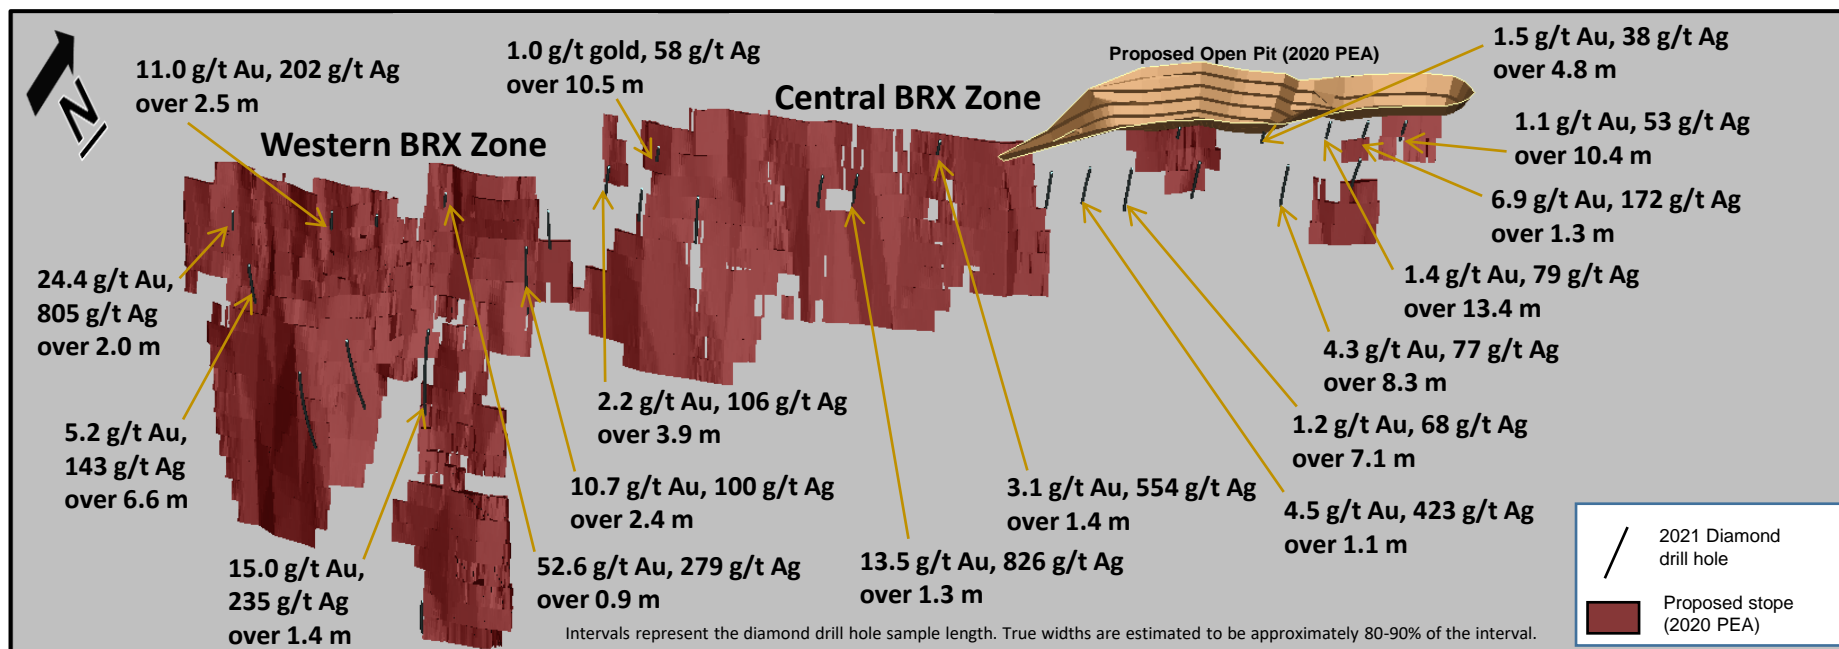 N
11.0 g/t Au, 202 g/t Ag
over 2.5 m
Western BRX Zone
1.0 g/t gold, 58 g/t Ag
over 10.5 m
Central BRX Zone
Proposed Open Pit (2020 PEA)
1.5 g/t Au, 38 g/t Ag
over 4.8 m
1.1 g/t Au, 53 g/t Ag
over 10.4 m
6.9 g/t Au, 172 g/t Ag
over 1.3 m
1.4 g/t Au, 79 g/t Ag
over 13.4 m
4.3 g/t Au, 77 g/t Ag
over 8.3 m
1.2 g/t Au, 68 g/t Ag
over 7.1 m
4.5 g/t Au, 423 g/t Ag
over 1.1 m
24.4 g/t Au,
805 g/t Ag
over 2.0 m
5.2 g/t Au,
143 g/t Ag
over 6.6 m
15.0 g/t Au,
235 g/t Ag
over 1.4 m
2.2 g/t Au, 106 g/t Ag
over 3.9 m
10.7 g/t Au, 100 g/t Ag
over 2.4 m
52.6 g/t Au, 279 g/t Ag
over 0.9 m
13.5 g/t Au, 826 g/t Ag
over 1.3 m
3.1 g/t Au, 554 g/t Ag
over 1.4 m
2021 Diamond
drill hole
Proposed stope
(2020 PEA)
Intervals represent the diamond drill hole sample length. True widths are estimated to be approximately 80-90% of the interval.